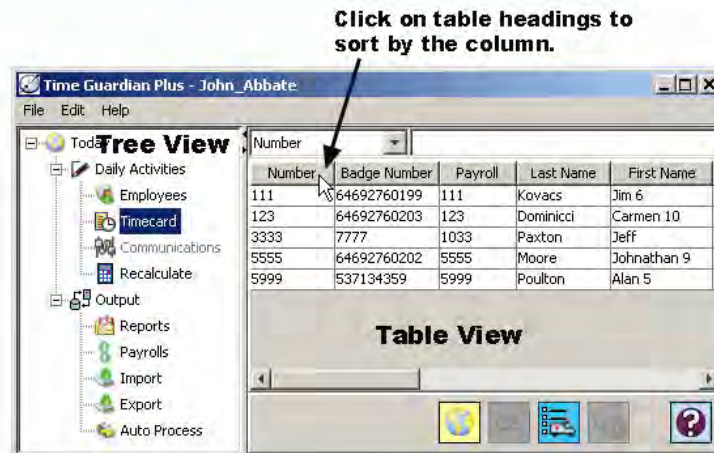 Click on table headings to
sort by the column.
Time Guardian Plus - John_Abbate
File Edit Help
Today
Tree View
Daily Activities
Employees
Timecard
Communications
Recalculate
Output
Reports
Payrolls
Import
Export
Auto Process
Number
Number Badge Number Payroll Last Name First Name
111 64692760199 111 Kovacs Jim 6
123 64692760203 123 Dominicci Carmen 10
3333 7777 1033 Paxton Jeff
5555 64692760202 5555 Moore Johnathan 9
5999 537134359 5999 Poulton Alan 5
Table View
?